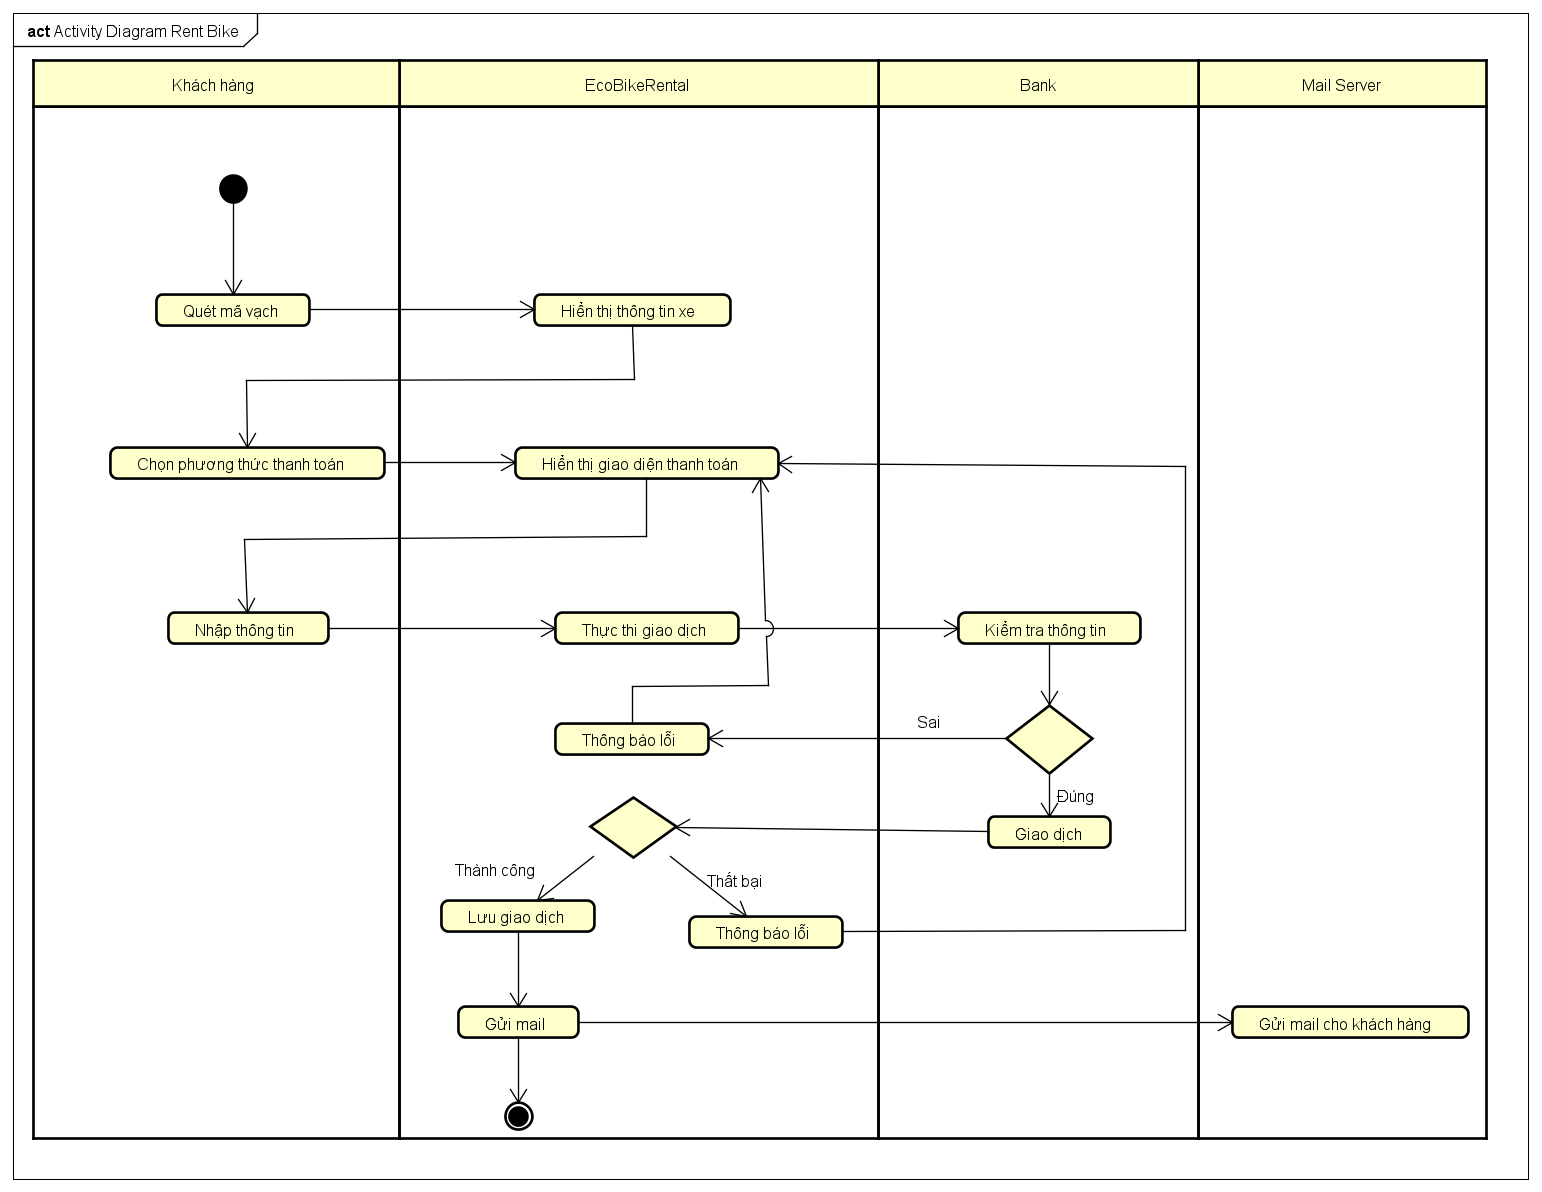 act Activity Diagram Rent Bike
Khách hàng
EcoBikeRental
Bank
Mail Server
Quét mã vạch
Hiển thị thông tin xe
Chọn phương thức thanh toán
Hiển thị giao diện thanh toán
Nhập thông tin
Thực thi giao dịch
Kiểm tra thông tin
Sai
Thông báo lỗi
Đúng
Giao dịch
Thành công
Thất bại
Lưu giao dịch
Thông báo lỗi
Gửi mail
Gửi mail cho khách hàng